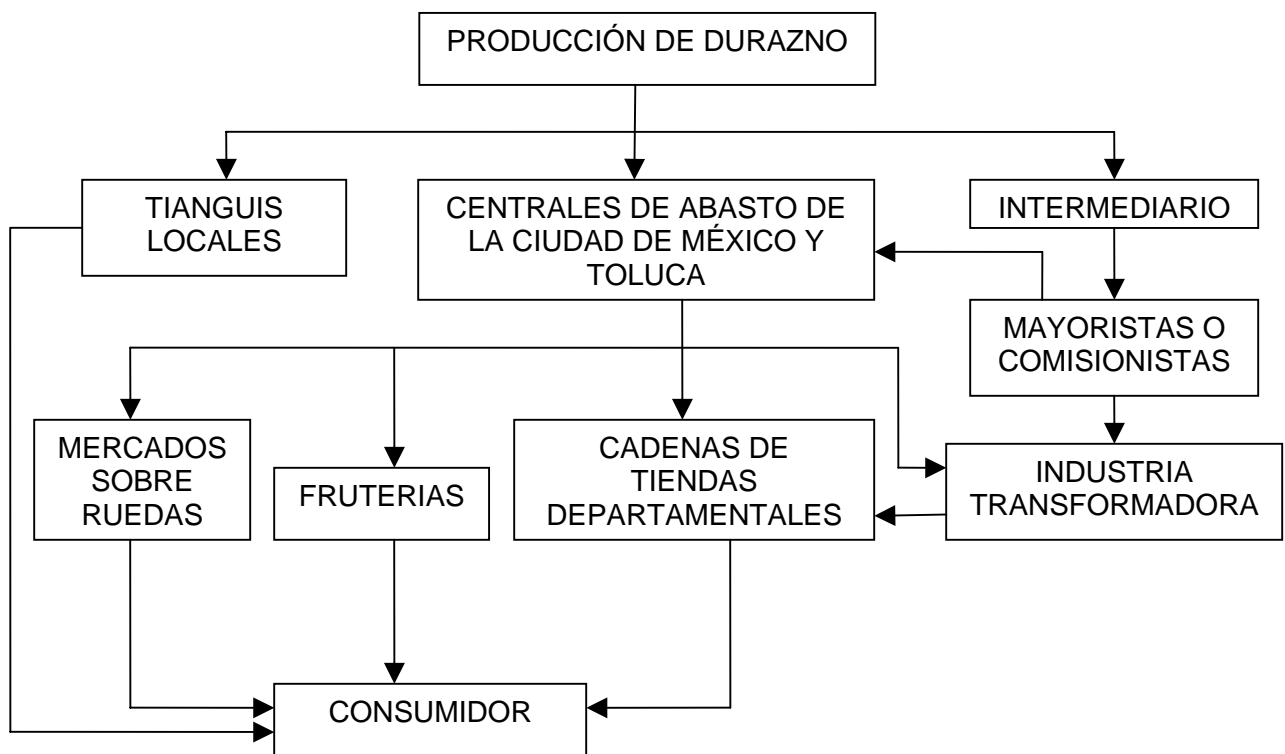 PRODUCCIÓN DE DURAZNO
TIANGUIS
LOCALES
CENTRALES DE ABASTO DE
LA CIUDAD DE MÉXICO Y
TOLUCA
INTERMEDIARIO
MAYORISTAS O
COMISIONISTAS
MERCADOS
SOBRE
RUEDAS
FRUTERIAS
CADENAS DE
TIENDAS
DEPARTAMENTALES
INDUSTRIA
TRANSFORMADORA
CONSUMIDOR